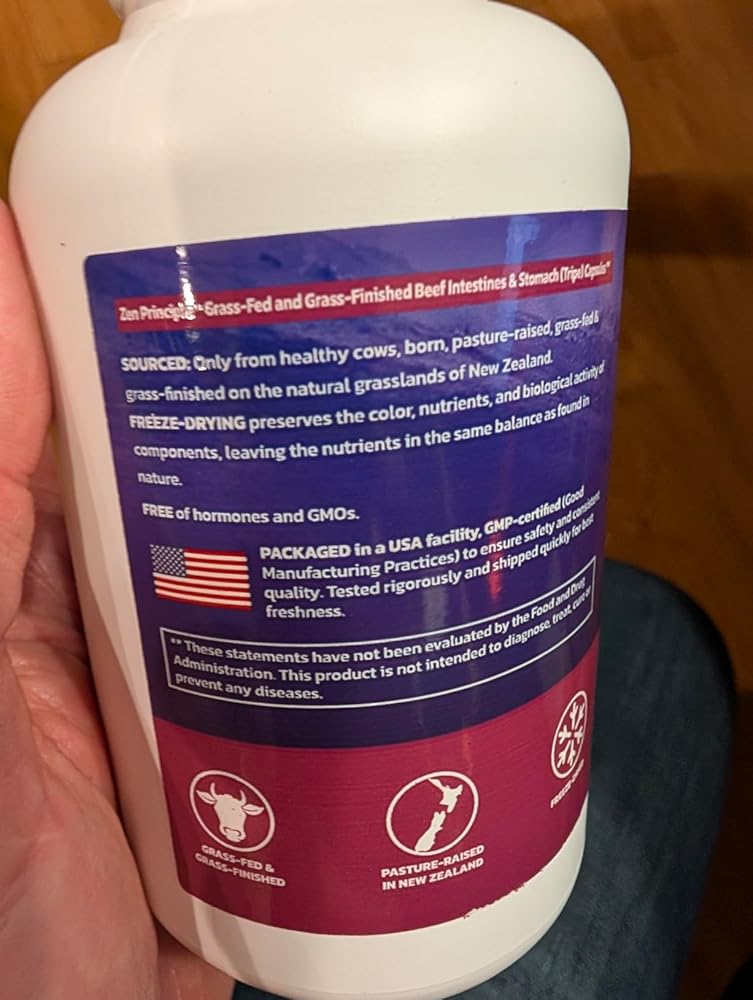 Zen Principle™ Grass-Fed and Grass-Finished Beef Intestines & Stomach (Tripe) Capsules**
SOURCED: Only from healthy cows, born, pasture-raised, grass-fed &
grass-finished on the natural grasslands of New Zealand.
FREEZE-DRYING preserves the color, nutrients, and biological activity of
components, leaving the nutrients in the same balance as found in
nature.
FREE of hormones and GMOs.
PACKAGED in a USA facility, GMP-certified (Good
Manufacturing Practices) to ensure safety and consistent
quality. Tested rigorously and shipped quickly for best
freshness.
** These statements have not been evaluated by the Food and Drug
Administration. This product is not intended to diagnose, treat, cure or
prevent any diseases.
GRASS-FED &
GRASS-FINISHED
PASTURE-RAISED
IN NEW ZEALAND
FREEZE-DRIED